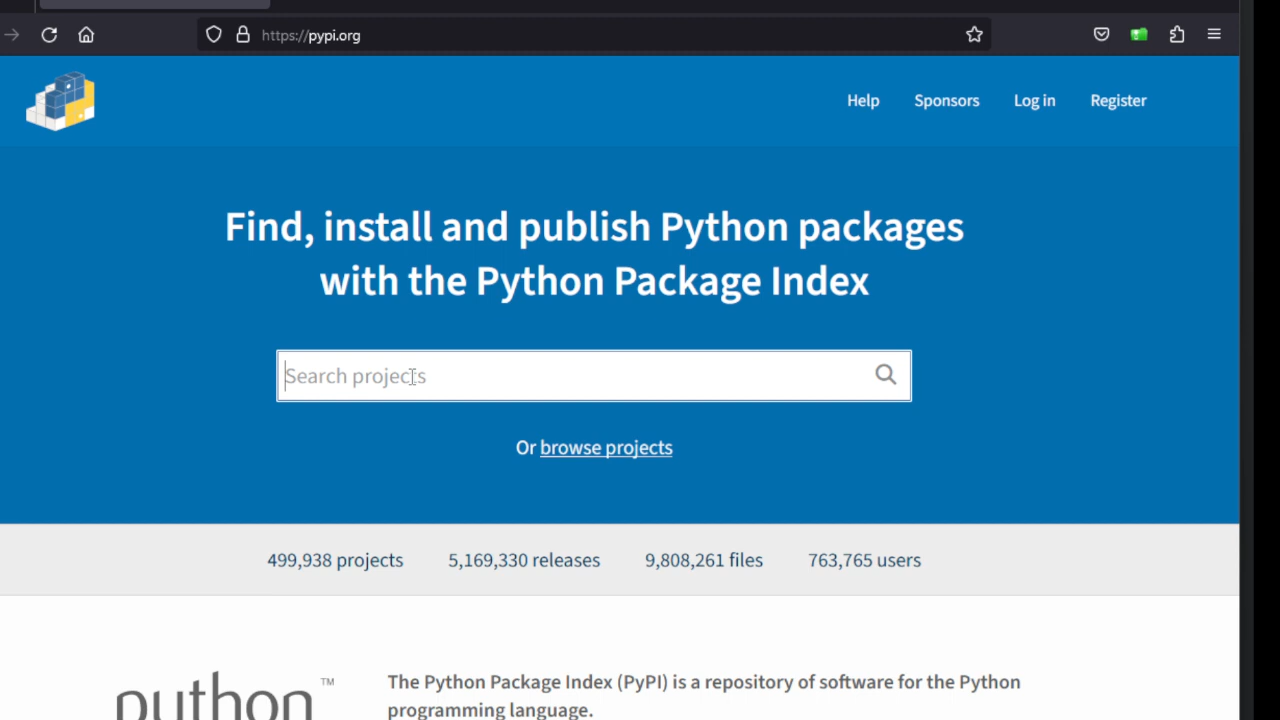 https://pypi.org
Help Sponsors Log in Register
Find, install and publish Python packages
with the Python Package Index
Search projects
Or browse projects
499,938 projects 5,169,330 releases 9,808,261 files 763,765 users
python ™
The Python Package Index (PyPI) is a repository of software for the Python
programming language.